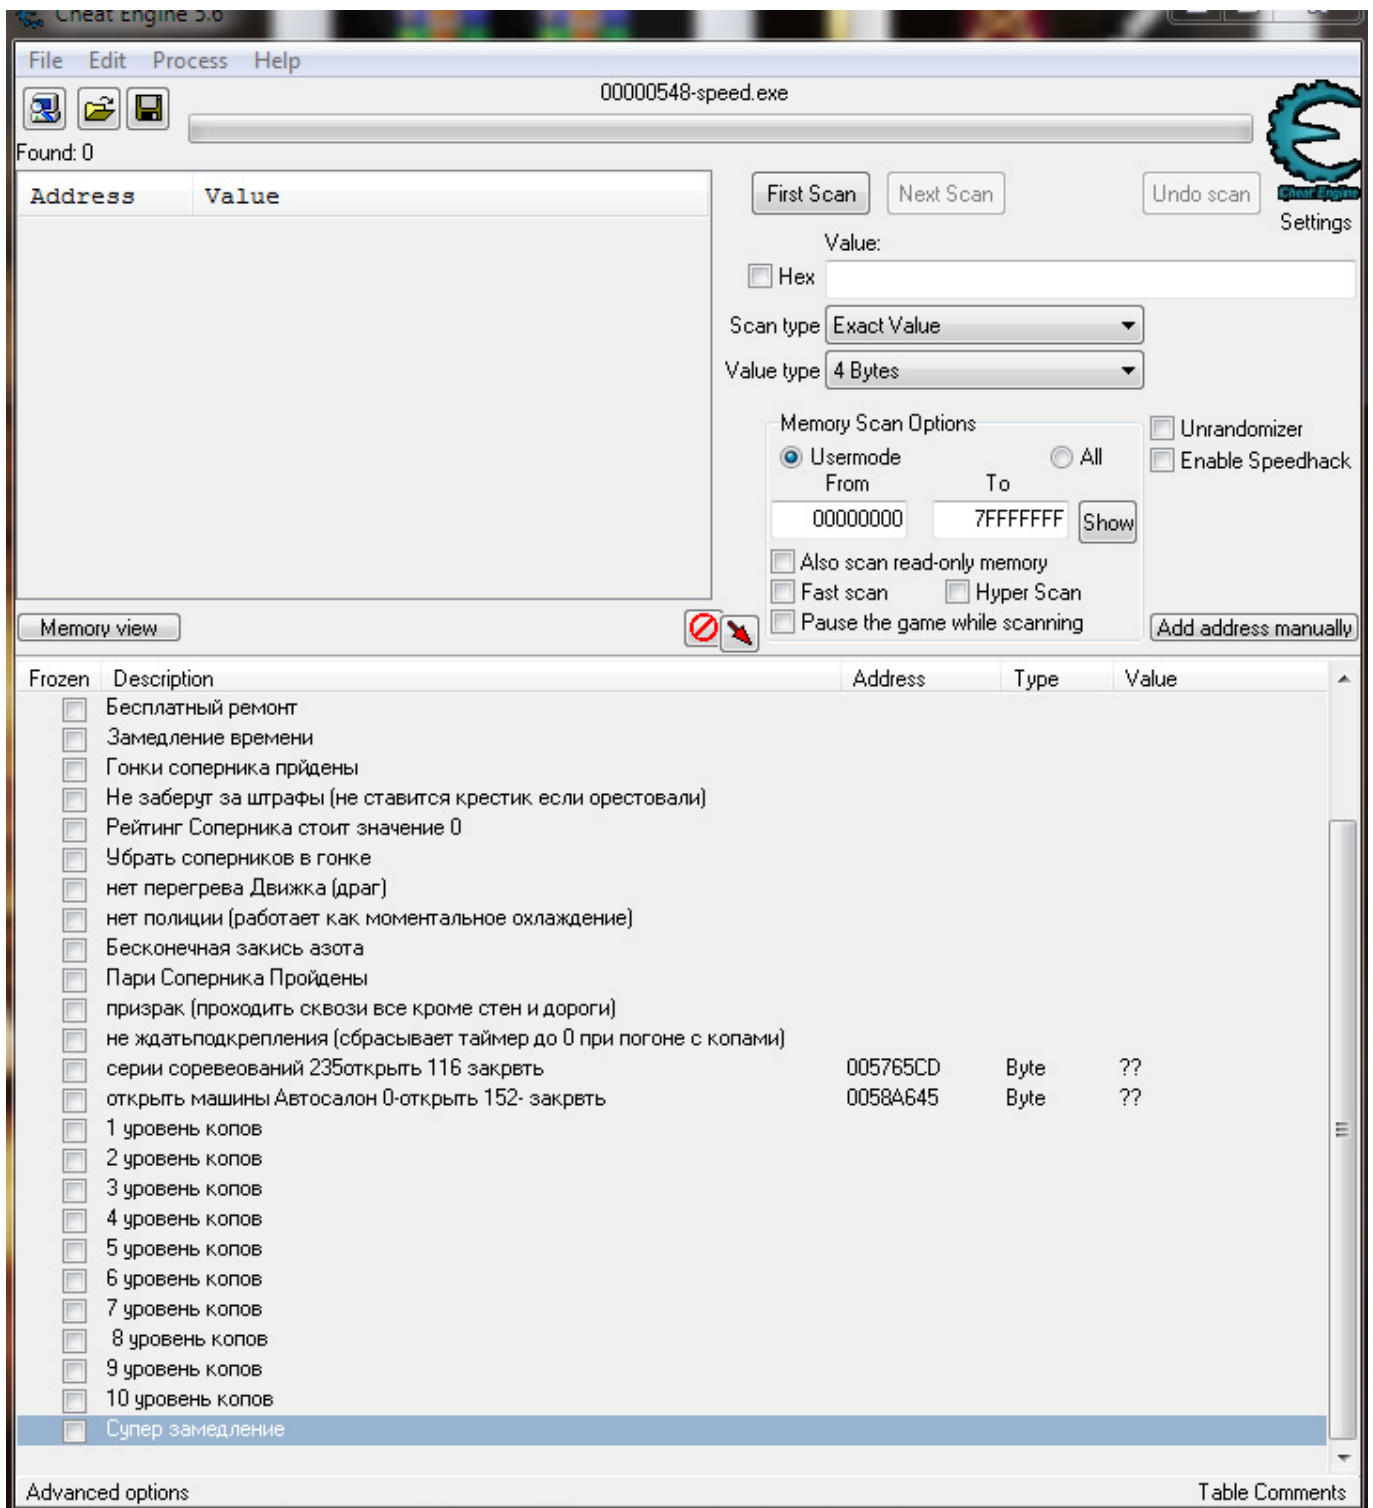 Cheat Engine 5.6
File Edit Process Help
00000548-speed.exe
Found: 0
Address Value
First Scan Next Scan Undo scan
Cheat Engine
Settings
Value:
Hex
Scan type Exact Value
Value type 4 Bytes
Memory Scan Options
Unrandomizer
Usermode All
Enable Speedhack
From To
00000000 7FFFFFFF Show
Also scan read-only memory
Fast scan Hyper Scan
Pause the game while scanning
Memory view
Add address manually
Frozen Description Address Type Value
Бесплатный ремонт
Замедление времени
Гонки соперника прйдены
Не заберут за штрафы (не ставится крестик если орестовали)
Рейтинг Соперника стоит значение 0
Убрать соперников в гонке
нет перегрева Движка (драг)
нет полиции (работает как моментальное охлаждение)
Бесконечная закись азота
Пари Соперника Пройдены
призрак (проходить сквози все кроме стен и дороги)
не ждатьподкрепления (сбрасывает таймер до 0 при погоне с копами)
серии соревеований 235открыть 116 закрвть 005765CD Byte ??
открыть машины Автосалон 0-открыть 152- закрвть 0058A645 Byte ??
1 уровень копов
2 уровень копов
3 уровень копов
4 уровень копов
5 уровень копов
6 уровень копов
7 уровень копов
8 уровень копов
9 уровень копов
10 уровень копов
Супер замедление
Advanced options Table Comments